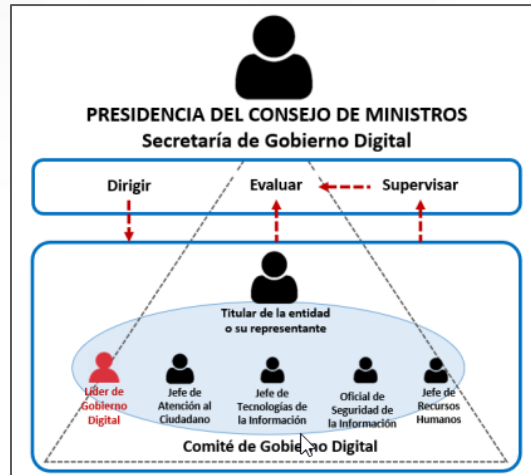 PRESIDENCIA DEL CONSEJO DE MINISTROS
Secretaría de Gobierno Digital
Dirigir
Evaluar
Supervisar
Titular de la entidad
o su representante
Líder de
Gobierno
Digital
Jefe de
Atención al
Ciudadano
Jefe de
Tecnologías de
la Información
Oficial de
Seguridad de
la Información
Jefe de
Recursos
Humanos
Comité de Gobierno Digital